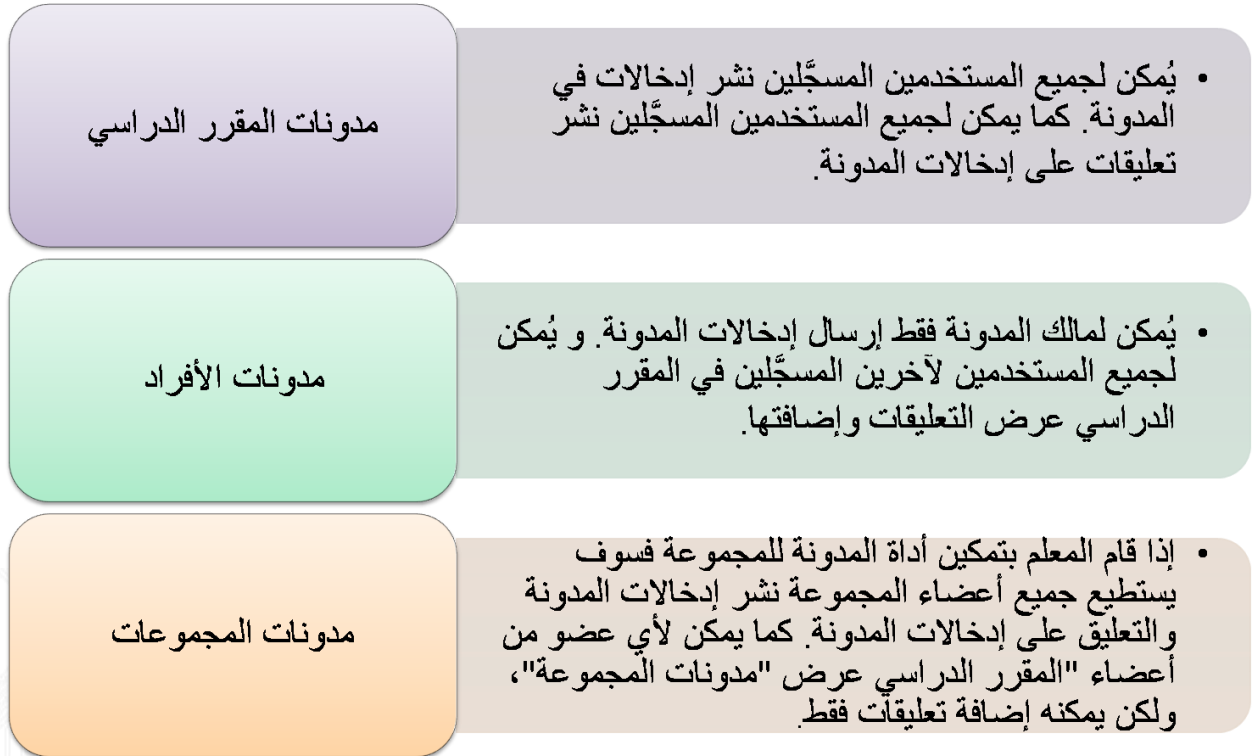 مدونات المقرر الدراسي
• يُمكن لجميع المستخدمين المسجَّلين نشر إدخالات في
المدونة. كما يمكن لجميع المستخدمين المسجَّلين نشر
تعليقات على إدخالات المدونة.
مدونات الأفراد
• يُمكن لمالك المدونة فقط إرسال إدخالات المدونة. و يُمكن
لجميع المستخدمين لآخرين المسجَّلين في المقرر
الدراسي عرض التعليقات وإضافتها.
مدونات المجموعات
• إذا قام المعلم بتمكين أداة المدونة للمجموعة فسوف
يستطيع جميع أعضاء المجموعة نشر إدخالات المدونة
والتعليق على إدخالات المدونة. كما يمكن لأي عضو من
أعضاء "المقرر الدراسي عرض "مدونات المجموعة"،
ولكن يمكنه إضافة تعليقات فقط.